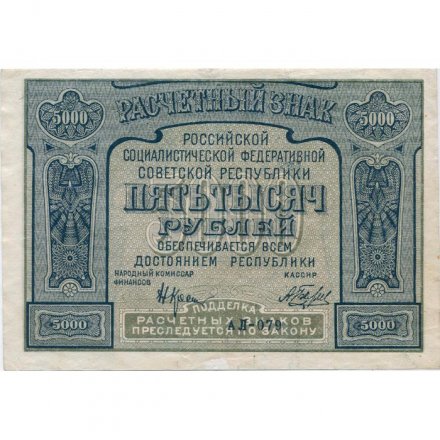 5000 РАСЧЕТНЫЙ ЗНАК 5000
РОССИЙСКОЙ
СОЦИАЛИСТИЧЕСКОЙ ФЕДЕРАТИВНОЙ
СОВЕТСКОЙ РЕСПУБЛИКИ
ПЯТЬ ТЫСЯЧ
РУБЛЕЙ
ОБЕСПЕЧИВАЕТСЯ ВСЕМ
ДОСТОЯНИЕМ РЕСПУБЛИКИ
НАРОДНЫЙ КОМИССАР
ФИНАНСОВ
КАССИР
ПОДДЕЛКА
РАСЧЕТНЫХ ЗНАКОВ
ПРЕСЛЕДУЕТСЯ ПО ЗАКОНУ
5000 5000